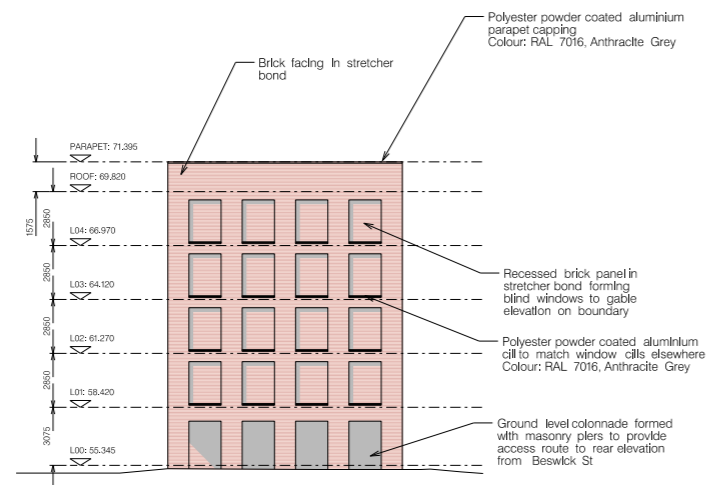 Polyester powder coated aluminium
parapet capping
Colour: RAL 7016, Anthracite Grey
Brick facing in stretcher
bond
PARAPET: 71.395
ROOF: 69.820
1575
2850
L04: 66.970
2850
L03: 64.120
2850
L02: 61.270
2850
L01: 58.420
3075
L00: 55.345
Recessed brick panel in
stretcher bond forming
blind windows to gable
elevation on boundary
Polyester powder coated aluminium
cill to match window cills elsewhere
Colour: RAL 7016, Anthracite Grey
Ground level colonnade formed
with masonry piers to provide
access route to rear elevation
from Beswick St